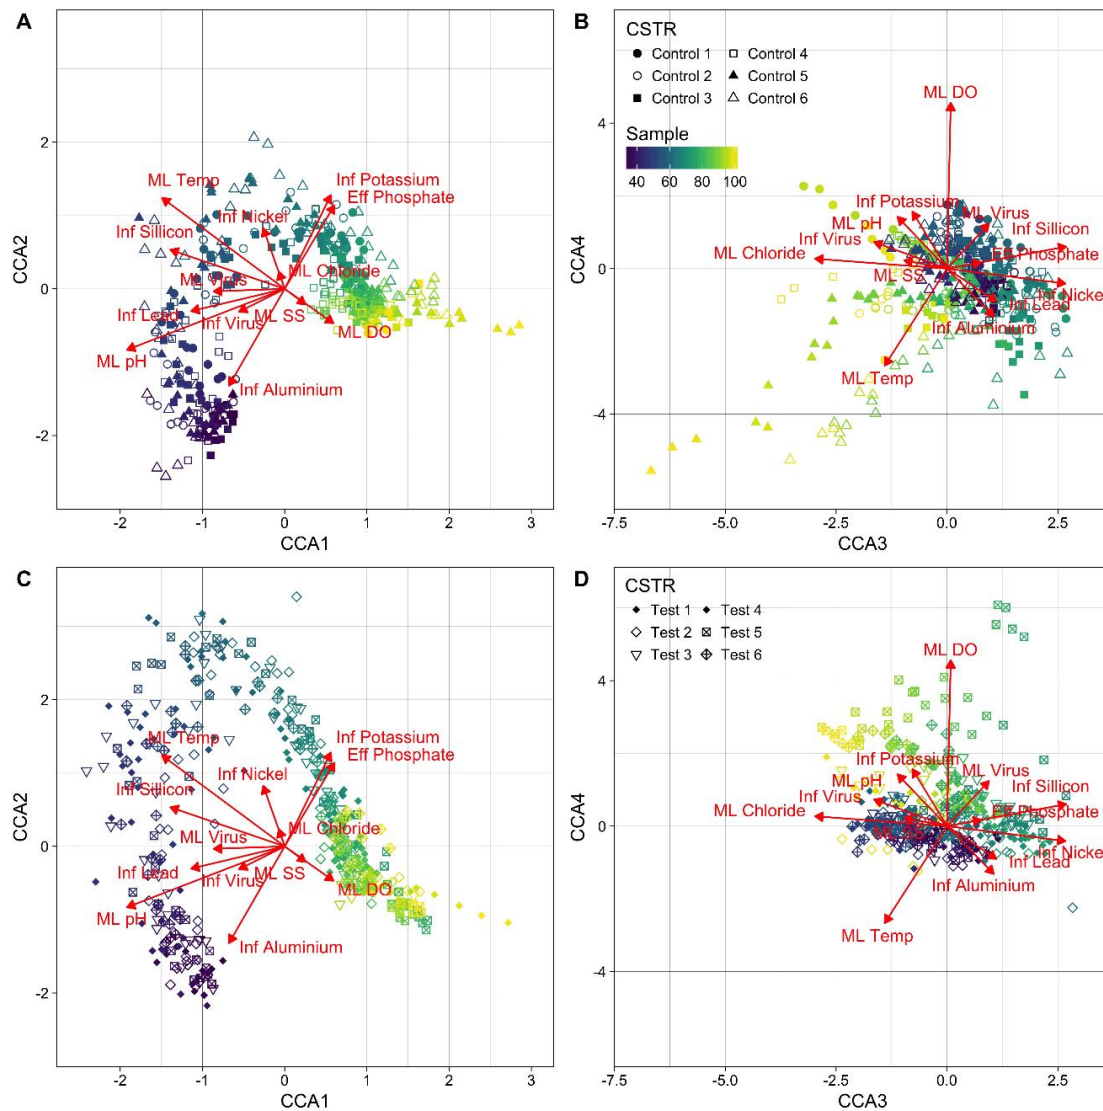 A
2
0
-2
CCA2
ML Temp
Inf Potassium
Eff Phosphate
Inf Nickel
Inf Sillicon
ML Chloride
ML Virus
Inf Lead
Inf Virus
ML SS
ML DO
ML pH
Inf Aluminium
-2
-1
0
1
2
3
CCA1
B
CSTR
Control 1
Control 4
Control 2
Control 5
Control 3
Control 6
Sample
40
60
80
100
4
0
-4
CCA4
ML DO
Inf Potassium
ML Virus
ML pH
Inf Sillicon
Inf Virus
ML Chloride
Eff Phosphate
ML SS
Inf Nicke
Inf Lead
Inf Aluminium
ML Temp
-7.5
-5.0
-2.5
0.0
2.5
CCA3
C
2
0
-2
CCA2
ML Temp
Inf Potassium
Eff Phosphate
Inf Nickel
Inf Sillicon
ML Chloride
ML Virus
Inf Lead
Inf Virus
ML SS
ML DO
ML pH
Inf Aluminium
-2
-1
0
1
2
3
CCA1
D
CSTR
Test 1
Test 4
Test 2
Test 5
Test 3
Test 6
4
0
-4
CCA4
ML DO
Inf Potassium
ML Virus
ML pH
Inf Sillicon
Inf Virus
ML Chloride
Eff Phosphate
Inf Nicke
Inf Lead
Inf Aluminium
ML Temp
-7.5
-5.0
-2.5
0.0
2.5
CCA3